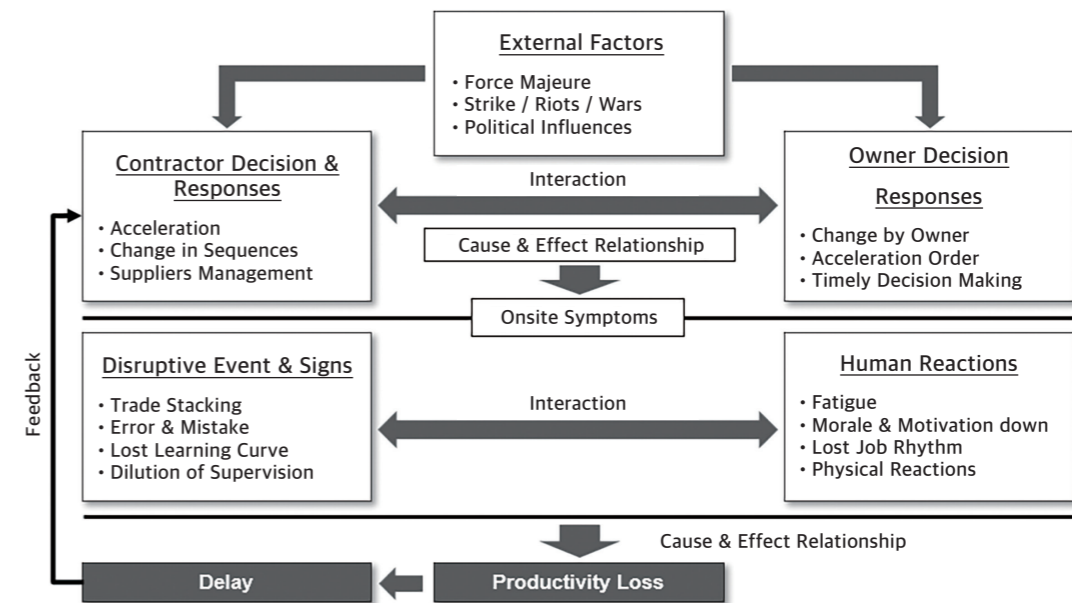 External Factors
• Force Majeure
• Strike / Riots / Wars
• Political Influences
Contractor Decision &
Responses
• Acceleration
• Change in Sequences
• Suppliers Management
Interaction
Cause & Effect Relationship
Owner Decision
Responses
• Change by Owner
• Acceleration Order
• Timely Decision Making
Onsite Symptoms
Feedback
Disruptive Event & Signs
• Trade Stacking
• Error & Mistake
• Lost Learning Curve
• Dilution of Supervision
Interaction
Human Reactions
• Fatigue
• Morale & Motivation down
• Lost Job Rhythm
• Physical Reactions
Cause & Effect Relationship
Delay
Productivity Loss